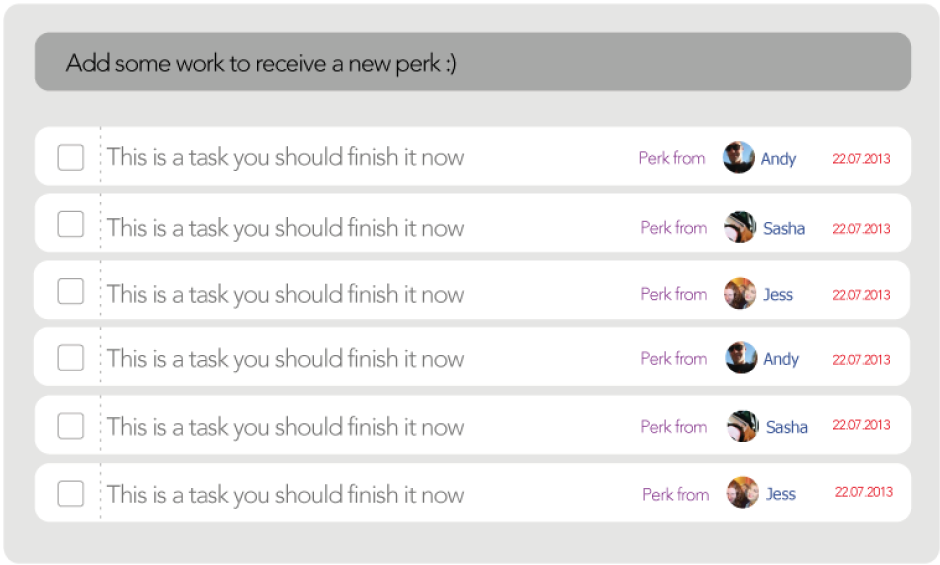 Add some work to receive a new perk :)
This is a task you should finish it now Perk from Andy 22.07.2013
This is a task you should finish it now Perk from Sasha 22.07.2013
This is a task you should finish it now Perk from Jess 22.07.2013
This is a task you should finish it now Perk from Andy 22.07.2013
This is a task you should finish it now Perk from Sasha 22.07.2013
This is a task you should finish it now Perk from Jess 22.07.2013